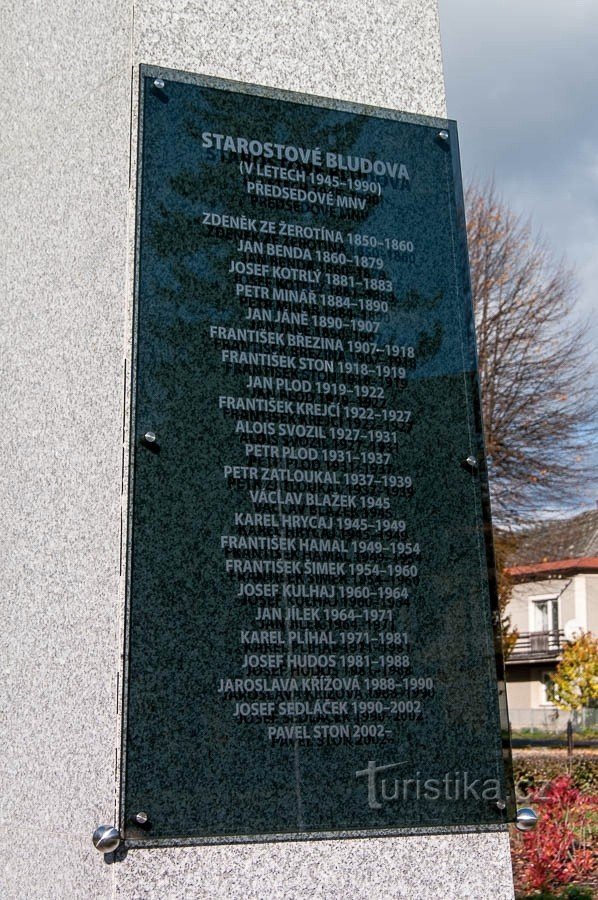 STAROSTOVÉ BLUDOVA
(V LETECH 1945–1990)
PŘEDSEDOVÉ MNV
ZDENĚK ZE ŽEROTÍNA 1850–1860
JAN BENDA 1860–1879
JOSEF KOTRLÝ 1881–1883
PETR MINÁŘ 1884–1890
JAN JÁNĚ 1890–1907
FRANTIŠEK BŘEZINA 1907–1918
FRANTIŠEK STON 1918–1919
JAN PLOD 1919–1922
FRANTIŠEK KREJČÍ 1922–1927
ALOIS SVOZIL 1927–1931
PETR PLOD 1931–1937
PETR ZATLOUKAL 1937–1939
VÁCLAV BLAŽEK 1945
KAREL HRYCAJ 1945–1949
FRANTIŠEK HAMAL 1949–1954
FRANTIŠEK ŠIMEK 1954–1960
JOSEF KULHAJ 1960–1964
JAN JÍLEK 1964–1971
KAREL PLÍHAL 1971–1981
JOSEF HUDOS 1981–1988
JAROSLAVA KŘÍŽOVÁ 1988–1990
JOSEF SEDLÁČEK 1990–2002
PAVEL STON 2002–
Turistika.cz